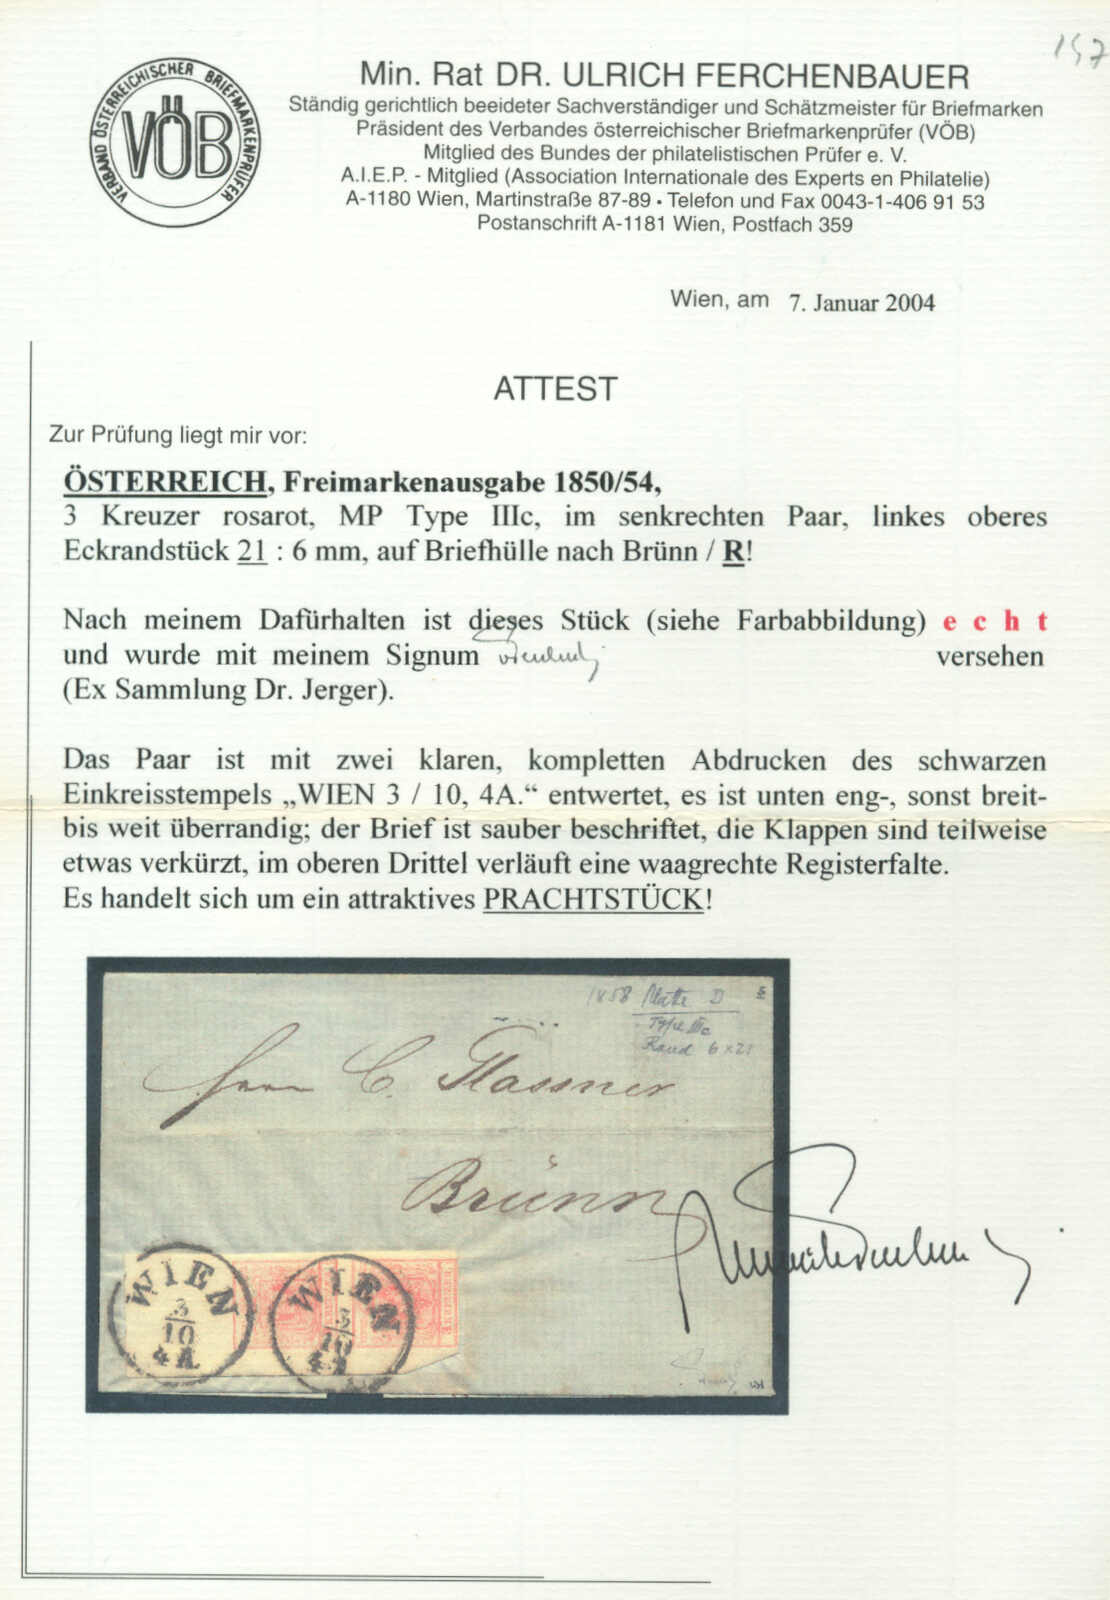 157
VERBAND ÖSTERREICHISCHER BRIEFMARKENPRÜFER
VÖB
Min. Rat DR. ULRICH FERCHENBAUER
Ständig gerichtlich beeideter Sachverständiger und Schätzmeister für Briefmarken
Präsident des Verbandes österreichischer Briefmarkenprüfer (VÖB)
Mitglied des Bundes der philatelistischen Prüfer e. V.
A.I.E.P. - Mitglied (Association Internationale des Experts en Philatelie)
A-1180 Wien, Martinstraße 87-89 • Telefon und Fax 0043-1-406 91 53
Postanschrift A-1181 Wien, Postfach 359
Wien, am 7. Januar 2004
ATTEST
Zur Prüfung liegt mir vor:
ÖSTERREICH, Freimarkenausgabe 1850/54,
3 Kreuzer rosarot, MP Type IIIc, im senkrechten Paar, linkes oberes
Eckrandstück 21 : 6 mm, auf Briefhülle nach Brünn / R!
Nach meinem Dafürhalten ist dieses Stück (siehe Farbabbildung) e c h t
und wurde mit meinem Signum versehen
(Ex Sammlung Dr. Jerger).
Das Paar ist mit zwei klaren, kompletten Abdrucken des schwarzen
Einkreisstempels „WIEN 3 / 10, 4A.“ entwertet, es ist unten eng-, sonst breit-
bis weit überrandig; der Brief ist sauber beschriftet, die Klappen sind teilweise
etwas verkürzt, im oberen Drittel verläuft eine waagrechte Registerfalte.
Es handelt sich um ein attraktives PRACHTSTÜCK!
1858 Platte D
Type IIIc
Rand 6 x 21
Herrn C. Flassner
Brünn
WIEN
3
10
4 A.
WIEN
3
10
4 A